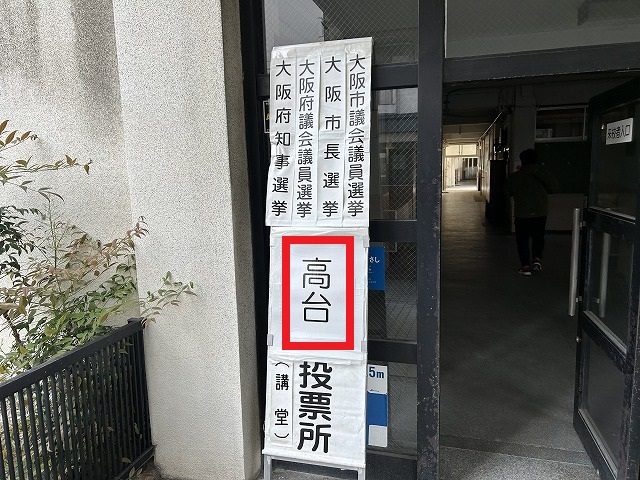 大阪市議会議員選挙
大阪市長選挙
大阪府議会議員選挙
大阪府知事選挙
高台
投票所
(講堂)
5m